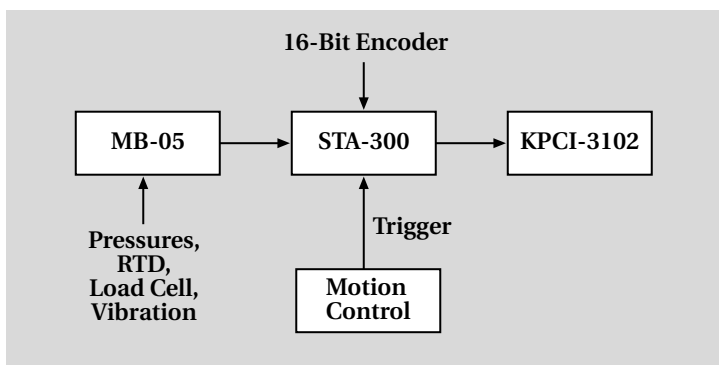 16-Bit Encoder
MB-05
STA-300
KPCI-3102
Trigger
Pressures,
RTD,
Load Cell,
Vibration
Motion
Control